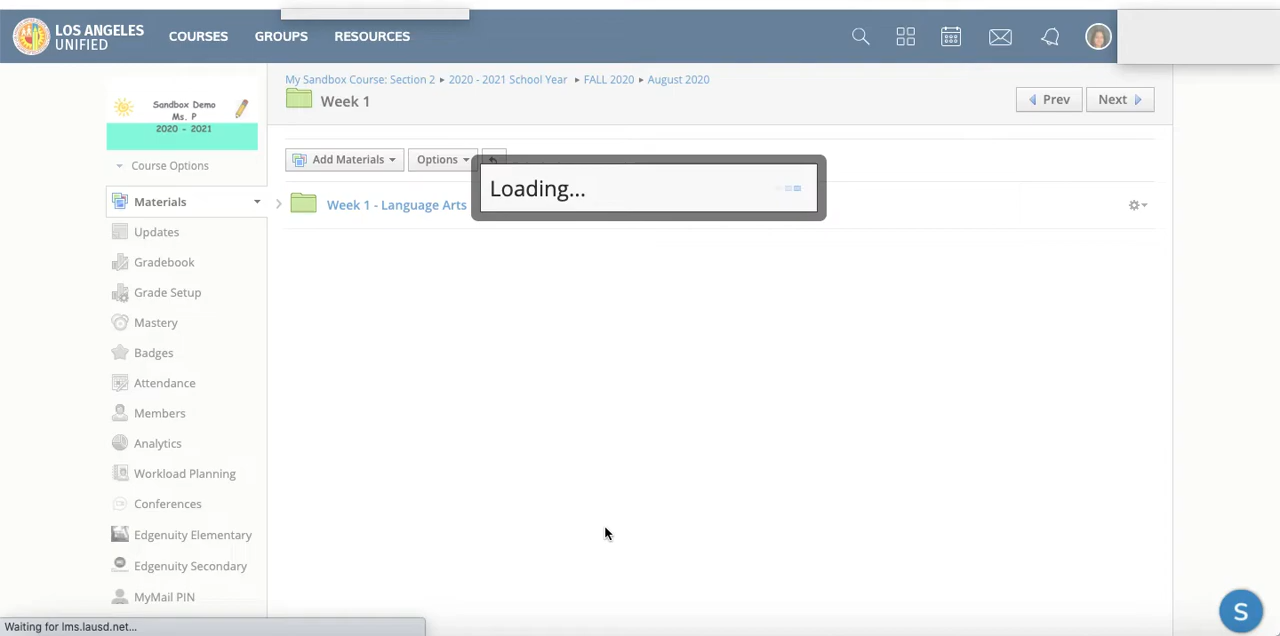 LOS ANGELES
UNIFIED
COURSES GROUPS RESOURCES
Sandbox Demo
Ms. P
2020 - 2021
Course Options
Materials
Updates
Gradebook
Grade Setup
Mastery
Badges
Attendance
Members
Analytics
Workload Planning
Conferences
Edgenuity Elementary
Edgenuity Secondary
MyMail PIN
My Sandbox Course: Section 2 ▸ 2020 - 2021 School Year ▸ FALL 2020 ▸ August 2020
Week 1
Prev Next
Add Materials Options
Loading...
Week 1 - Language Arts
S
Waiting for lms.lausd.net...